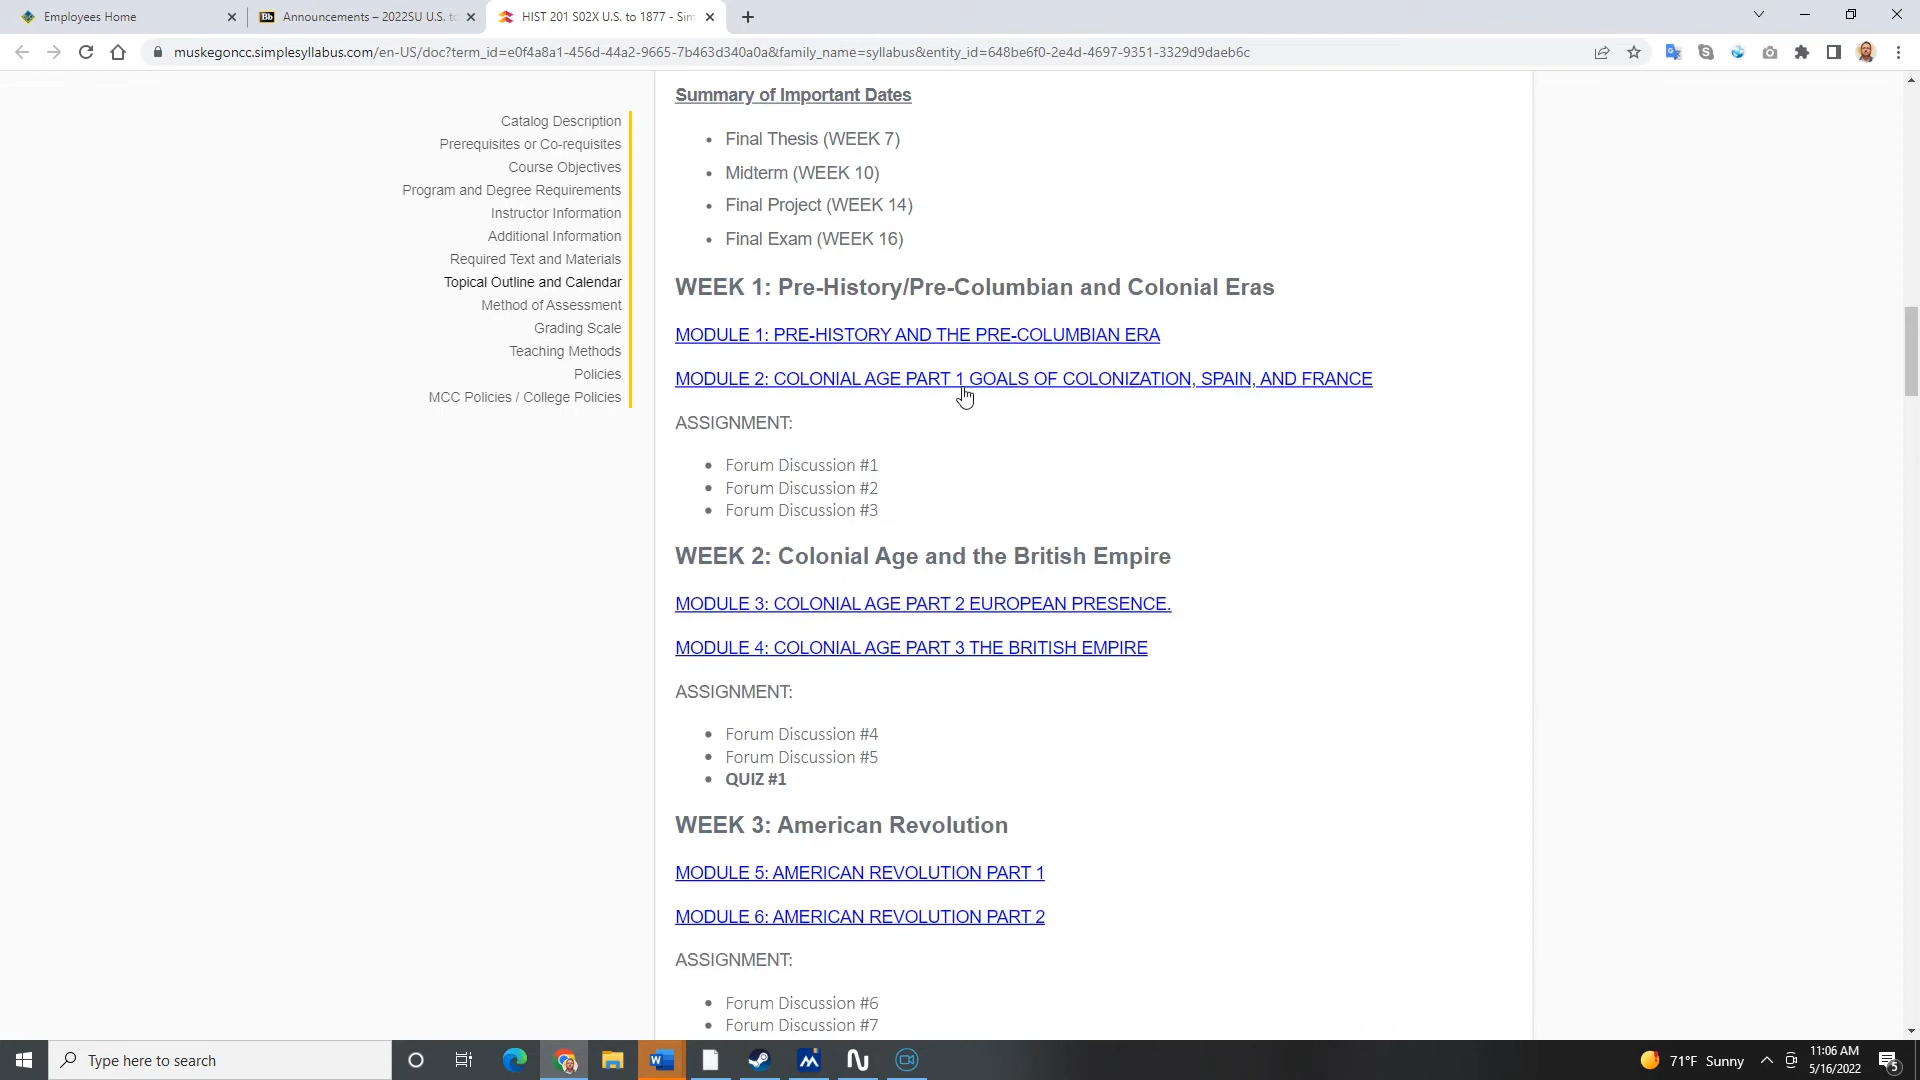 Employees Home
Announcements – 2022SU U.S. to
HIST 201 S02X U.S. to 1877 - Sim
muskegoncc.simplesyllabus.com/en-US/doc?term_id=e0f4a8a1-456d-44a2-9665-7b463d340a0a&family_name=syllabus&entity_id=648be6f0-2e4d-4697-9351-3329d9daeb6c
Catalog Description
Prerequisites or Co-requisites
Course Objectives
Program and Degree Requirements
Instructor Information
Additional Information
Required Text and Materials
Topical Outline and Calendar
Method of Assessment
Grading Scale
Teaching Methods
Policies
MCC Policies / College Policies
Summary of Important Dates
Final Thesis (WEEK 7)
Midterm (WEEK 10)
Final Project (WEEK 14)
Final Exam (WEEK 16)
WEEK 1: Pre-History/Pre-Columbian and Colonial Eras
MODULE 1: PRE-HISTORY AND THE PRE-COLUMBIAN ERA
MODULE 2: COLONIAL AGE PART 1 GOALS OF COLONIZATION, SPAIN, AND FRANCE
ASSIGNMENT:
Forum Discussion #1
Forum Discussion #2
Forum Discussion #3
WEEK 2: Colonial Age and the British Empire
MODULE 3: COLONIAL AGE PART 2 EUROPEAN PRESENCE.
MODULE 4: COLONIAL AGE PART 3 THE BRITISH EMPIRE
ASSIGNMENT:
Forum Discussion #4
Forum Discussion #5
QUIZ #1
WEEK 3: American Revolution
MODULE 5: AMERICAN REVOLUTION PART 1
MODULE 6: AMERICAN REVOLUTION PART 2
ASSIGNMENT:
Forum Discussion #6
Forum Discussion #7
Type here to search
71°F Sunny
11:06 AM
5/16/2022
5